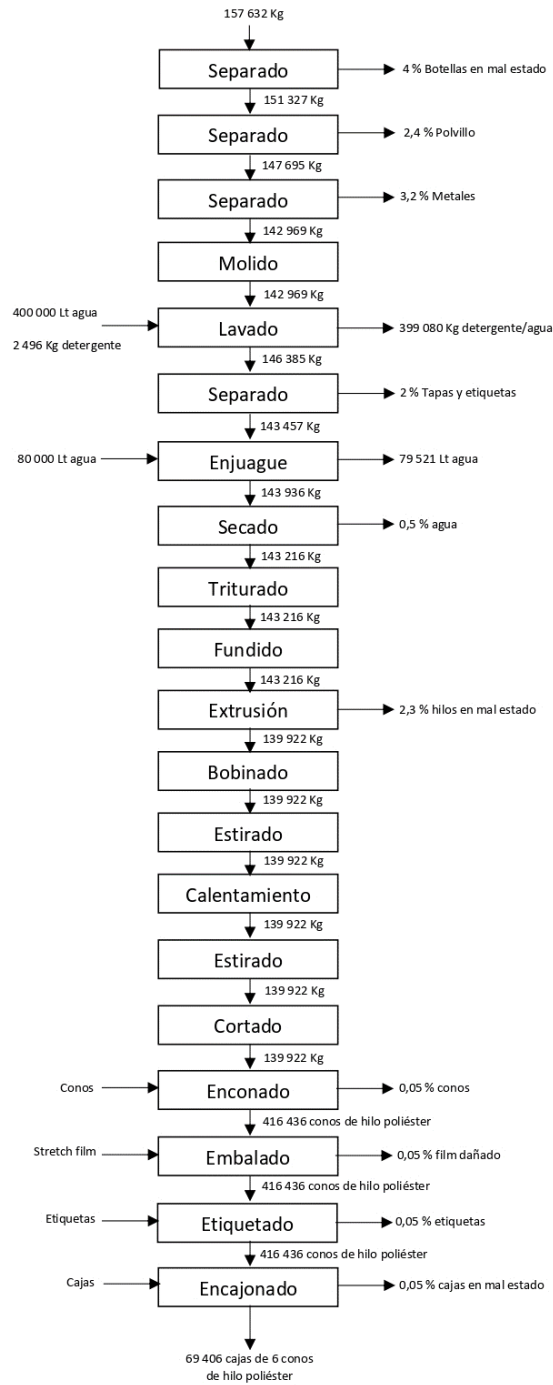 157 632 Kg
Separado
4 % Botellas en mal estado
151 327 Kg
Separado
2,4 % Polvillo
147 695 Kg
Separado
3,2 % Metales
142 969 Kg
Molido
142 969 Kg
400 000 Lt agua
2 496 Kg detergente
Lavado
399 080 Kg detergente/agua
146 385 Kg
Separado
2 % Tapas y etiquetas
143 457 Kg
80 000 Lt agua
Enjuague
79 521 Lt agua
143 936 Kg
Secado
0,5 % agua
143 216 Kg
Triturado
143 216 Kg
Fundido
143 216 Kg
Extrusión
2,3 % hilos en mal estado
139 922 Kg
Bobinado
139 922 Kg
Estirado
139 922 Kg
Calentamiento
139 922 Kg
Estirado
139 922 Kg
Cortado
139 922 Kg
Conos
Enconado
0,05 % conos
416 436 conos de hilo poliéster
Stretch film
Embalado
0,05 % film dañado
416 436 conos de hilo poliéster
Etiquetas
Etiquetado
0,05 % etiquetas
416 436 conos de hilo poliéster
Cajas
Encajonado
0,05 % cajas en mal estado
69 406 cajas de 6 conos
de hilo poliéster